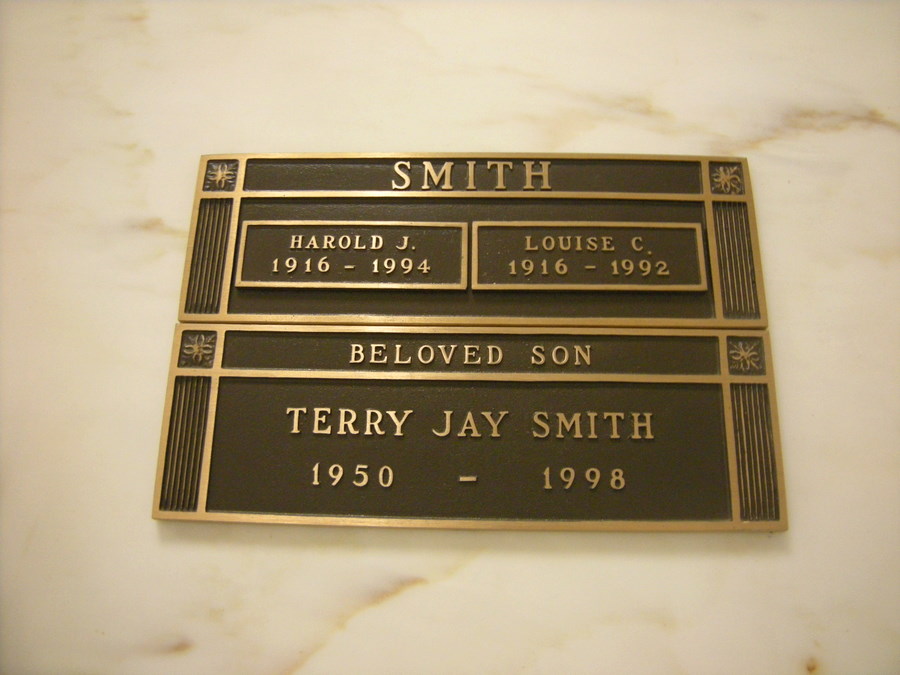 SMITH
HAROLD J.
1916 - 1994
LOUISE C.
1916 - 1992
BELOVED SON
TERRY JAY SMITH
1950 - 1998